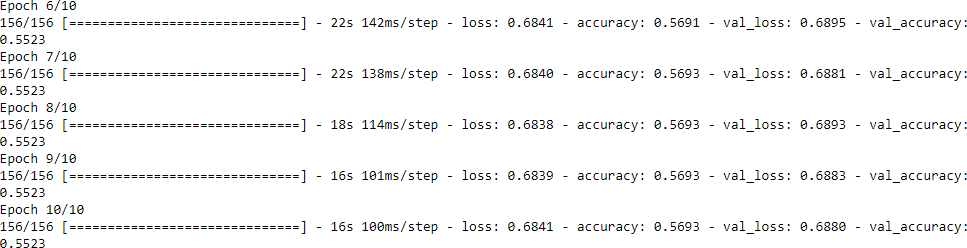 Epoch 6/10
156/156 [==============================] - 22s 142ms/step - loss: 0.6841 - accuracy: 0.5691 - val_loss: 0.6895 - val_accuracy:
0.5523
Epoch 7/10
156/156 [==============================] - 22s 138ms/step - loss: 0.6840 - accuracy: 0.5693 - val_loss: 0.6881 - val_accuracy:
0.5523
Epoch 8/10
156/156 [==============================] - 18s 114ms/step - loss: 0.6838 - accuracy: 0.5693 - val_loss: 0.6893 - val_accuracy:
0.5523
Epoch 9/10
156/156 [==============================] - 16s 101ms/step - loss: 0.6839 - accuracy: 0.5693 - val_loss: 0.6883 - val_accuracy:
0.5523
Epoch 10/10
156/156 [==============================] - 16s 100ms/step - loss: 0.6841 - accuracy: 0.5693 - val_loss: 0.6880 - val_accuracy:
0.5523